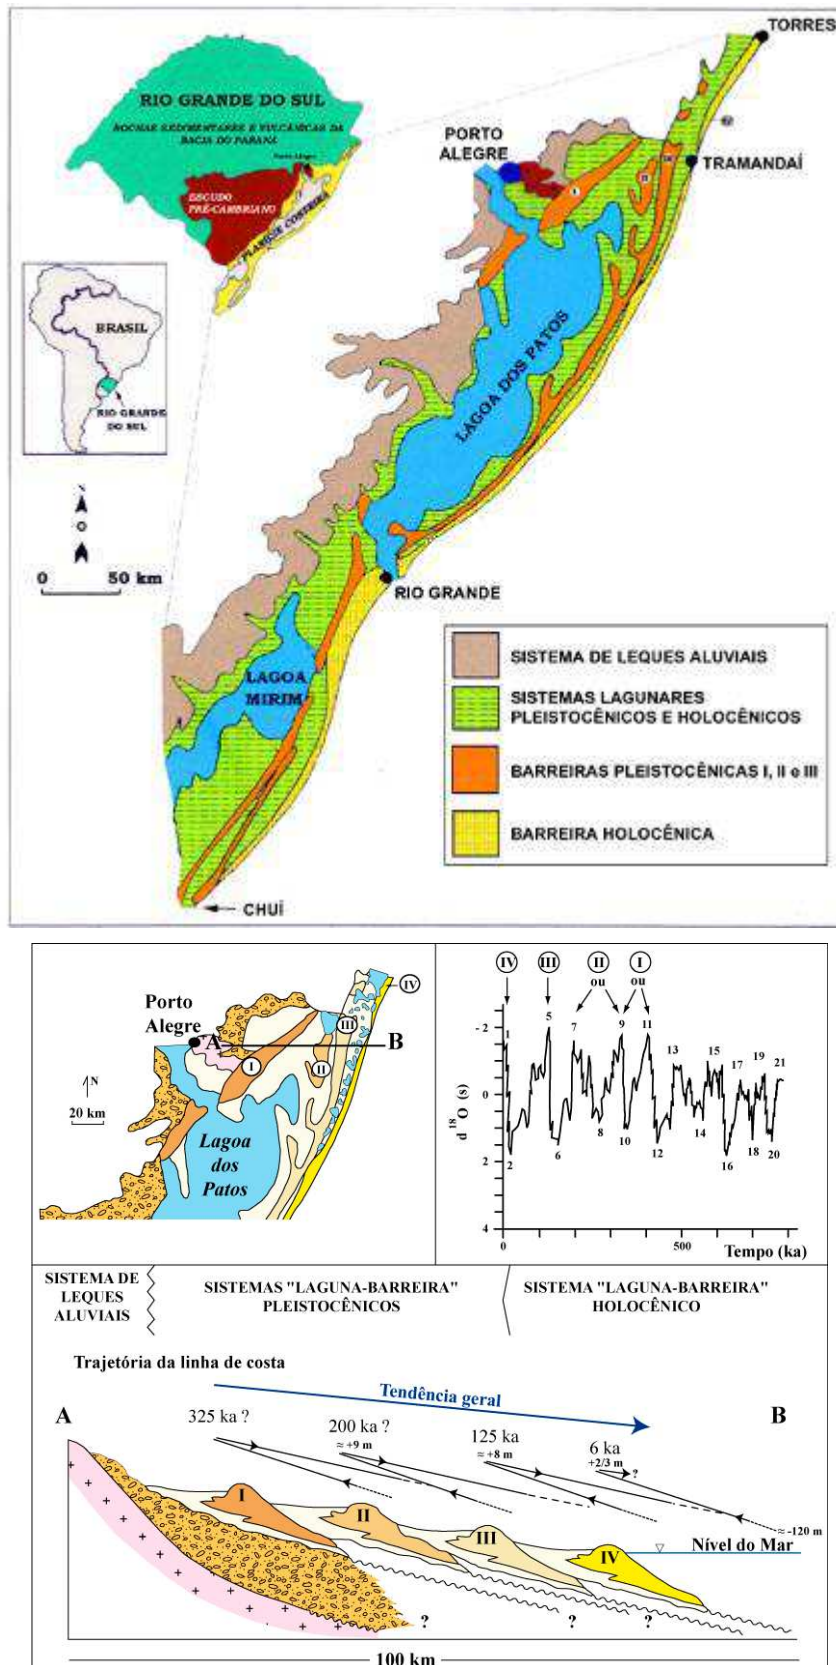 TORRES
RIO GRANDE DO SUL
ROCHAS SEDIMENTARES E VULCÂNICAS DA
BACIA DO PARANÁ
Porto Alegre
ESCUDO
PRÉ-CAMBRIANO
PLANÍCIE COSTEIRA
PORTO
ALEGRE
TRAMANDAÍ
I
II
III
BRASIL
RIO GRANDE
DO SUL
LAGOA DOS PATOS
N
0 50 km
RIO GRANDE
LAGOA
MIRIM
CHUÍ
SISTEMA DE LEQUES ALUVIAIS
SISTEMAS LAGUNARES
PLEISTOCÊNICOS E HOLOCÊNICOS
BARREIRAS PLEISTOCÊNICAS I, II e III
BARREIRA HOLOCÊNICA
Porto
Alegre
A
B
I
II
III
IV
N
20 km
Lagoa
dos
Patos
IV III II I
ou ou
1 5 7 9 11 13 15 17 19 21
2 6 8 10 12 14 16 18 20
-2
0
2
4
d 18O (s)
0 500
Tempo (ka)
SISTEMA DE
LEQUES
ALUVIAIS
SISTEMAS "LAGUNA-BARREIRA"
PLEISTOCÊNICOS
SISTEMA "LAGUNA-BARREIRA"
HOLOCÊNICO
Trajetória da linha de costa
Tendência geral
A
B
325 ka ?
200 ka ?
≈ +9 m
125 ka
≈ +8 m
6 ka
+2/3 m
?
≈ -120 m
Nível do Mar
I
II
III
IV
? ? ?
100 km